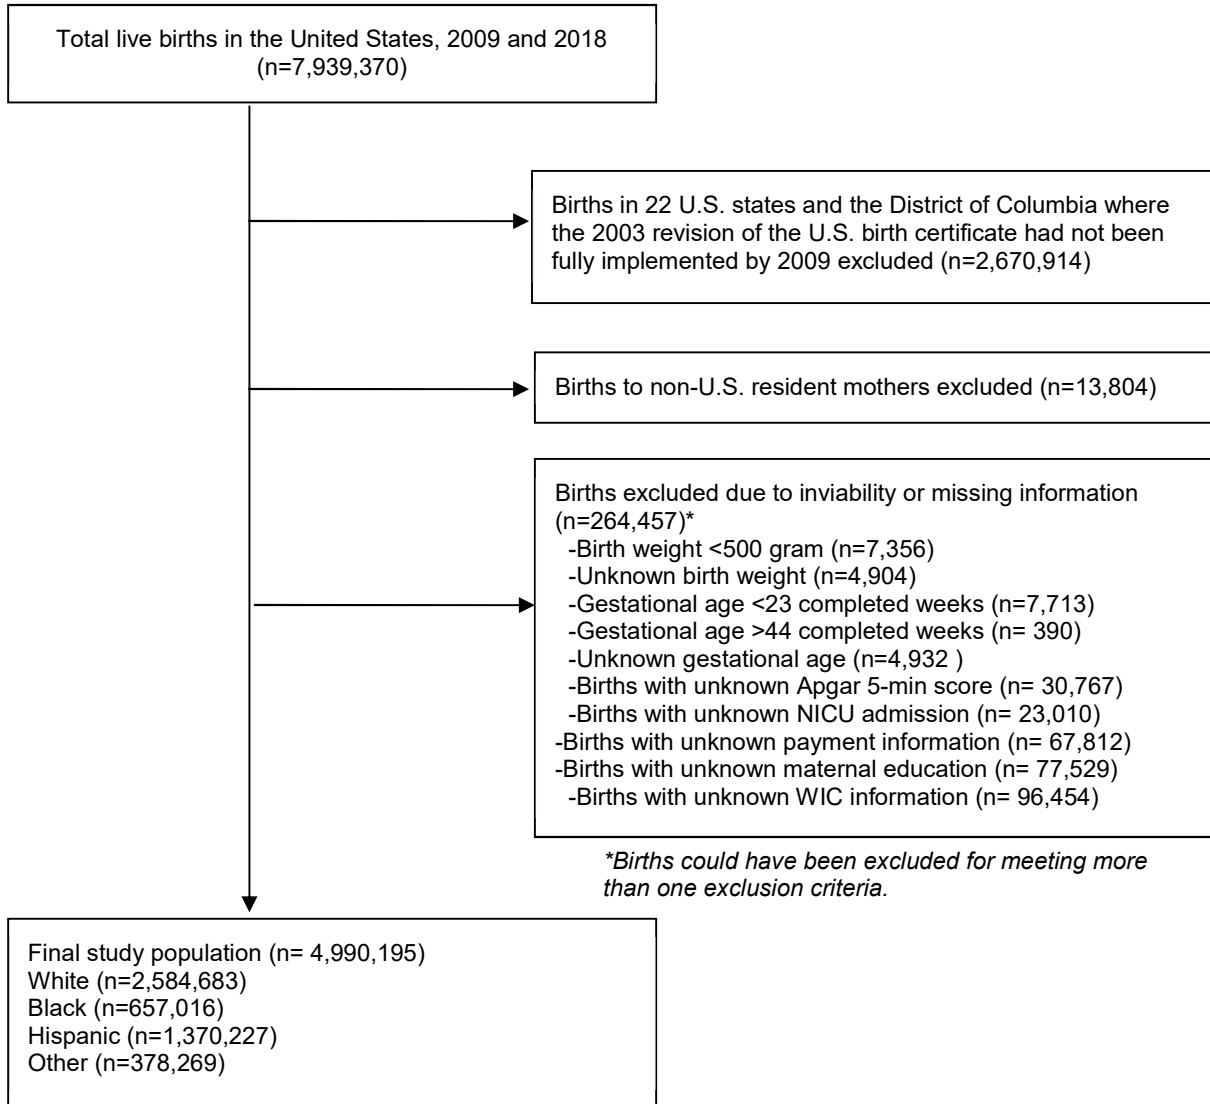 Total live births in the United States, 2009 and 2018
(n=7,939,370)
Births in 22 U.S. states and the District of Columbia where
the 2003 revision of the U.S. birth certificate had not been
fully implemented by 2009 excluded (n=2,670,914)
Births to non-U.S. resident mothers excluded (n=13,804)
Births excluded due to inviability or missing information
(n=264,457)*
-Birth weight <500 gram (n=7,356)
-Unknown birth weight (n=4,904)
-Gestational age <23 completed weeks (n=7,713)
-Gestational age >44 completed weeks (n= 390)
-Unknown gestational age (n=4,932 )
-Births with unknown Apgar 5-min score (n= 30,767)
-Births with unknown NICU admission (n= 23,010)
-Births with unknown payment information (n= 67,812)
-Births with unknown maternal education (n= 77,529)
-Births with unknown WIC information (n= 96,454)
*Births could have been excluded for meeting more
than one exclusion criteria.
Final study population (n= 4,990,195)
White (n=2,584,683)
Black (n=657,016)
Hispanic (n=1,370,227)
Other (n=378,269)